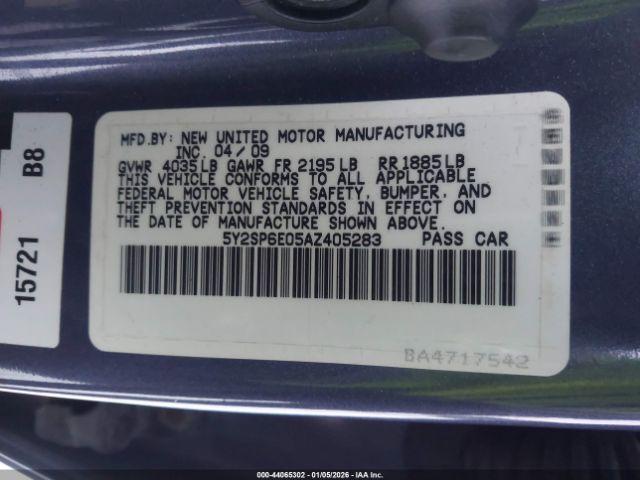 MFD.BY: NEW UNITED MOTOR MANUFACTURING
INC. 04/09
GVWR 4035LB GAWR FR 2195LB RR1885LB
THIS VEHICLE CONFORMS TO ALL APPLICABLE
FEDERAL MOTOR VEHICLE SAFETY, BUMPER, AND
THEFT PREVENTION STANDARDS IN EFFECT ON
THE DATE OF MANUFACTURE SHOWN ABOVE.
5Y2SP6E05AZ405283 PASS CAR
BA4717542
15721 B8
000-44065302 - 01/05/2026 - IAA Inc.